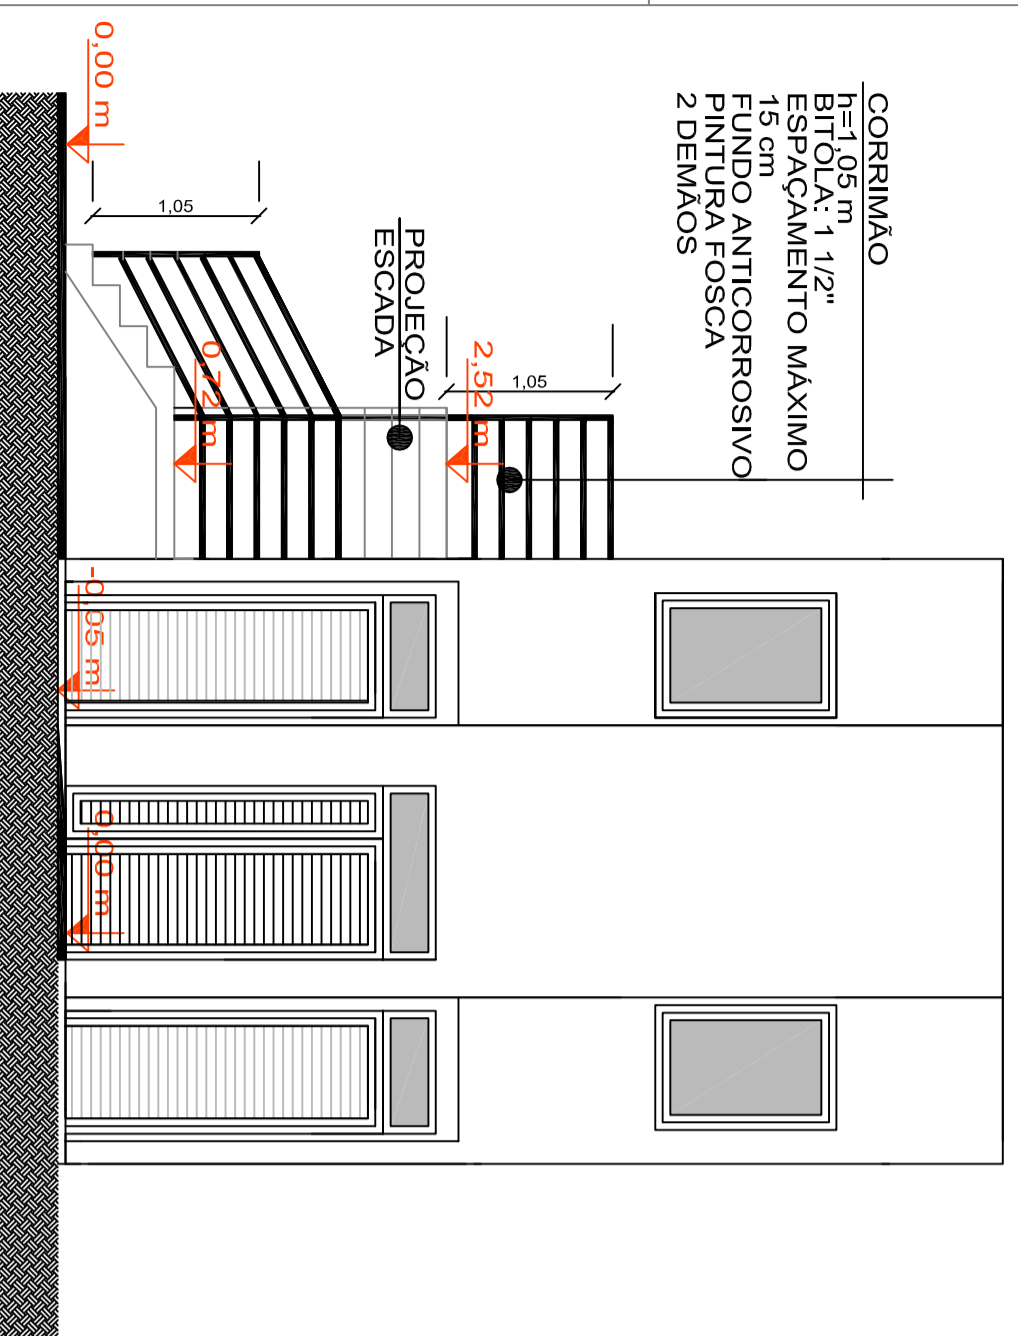 CORRIMÃO
h=1,05 m
BITOLA: 1 1/2"
ESPAÇAMENTO MÁXIMO
15 cm
FUNDO ANTICORROSIVO
PINTURA FOSCA
2 DEMÃOS
1,05
2,52 m
PROJEÇÃO
ESCADA
1,05
0,72 m
0,00 m
-0,05 m
0,00 m